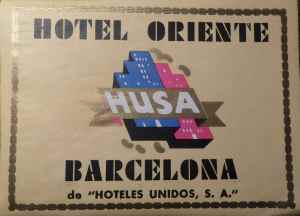 HOTEL ORIENTE
HUSA
BARCELONA
de "HOTELES UNIDOS, S. A."